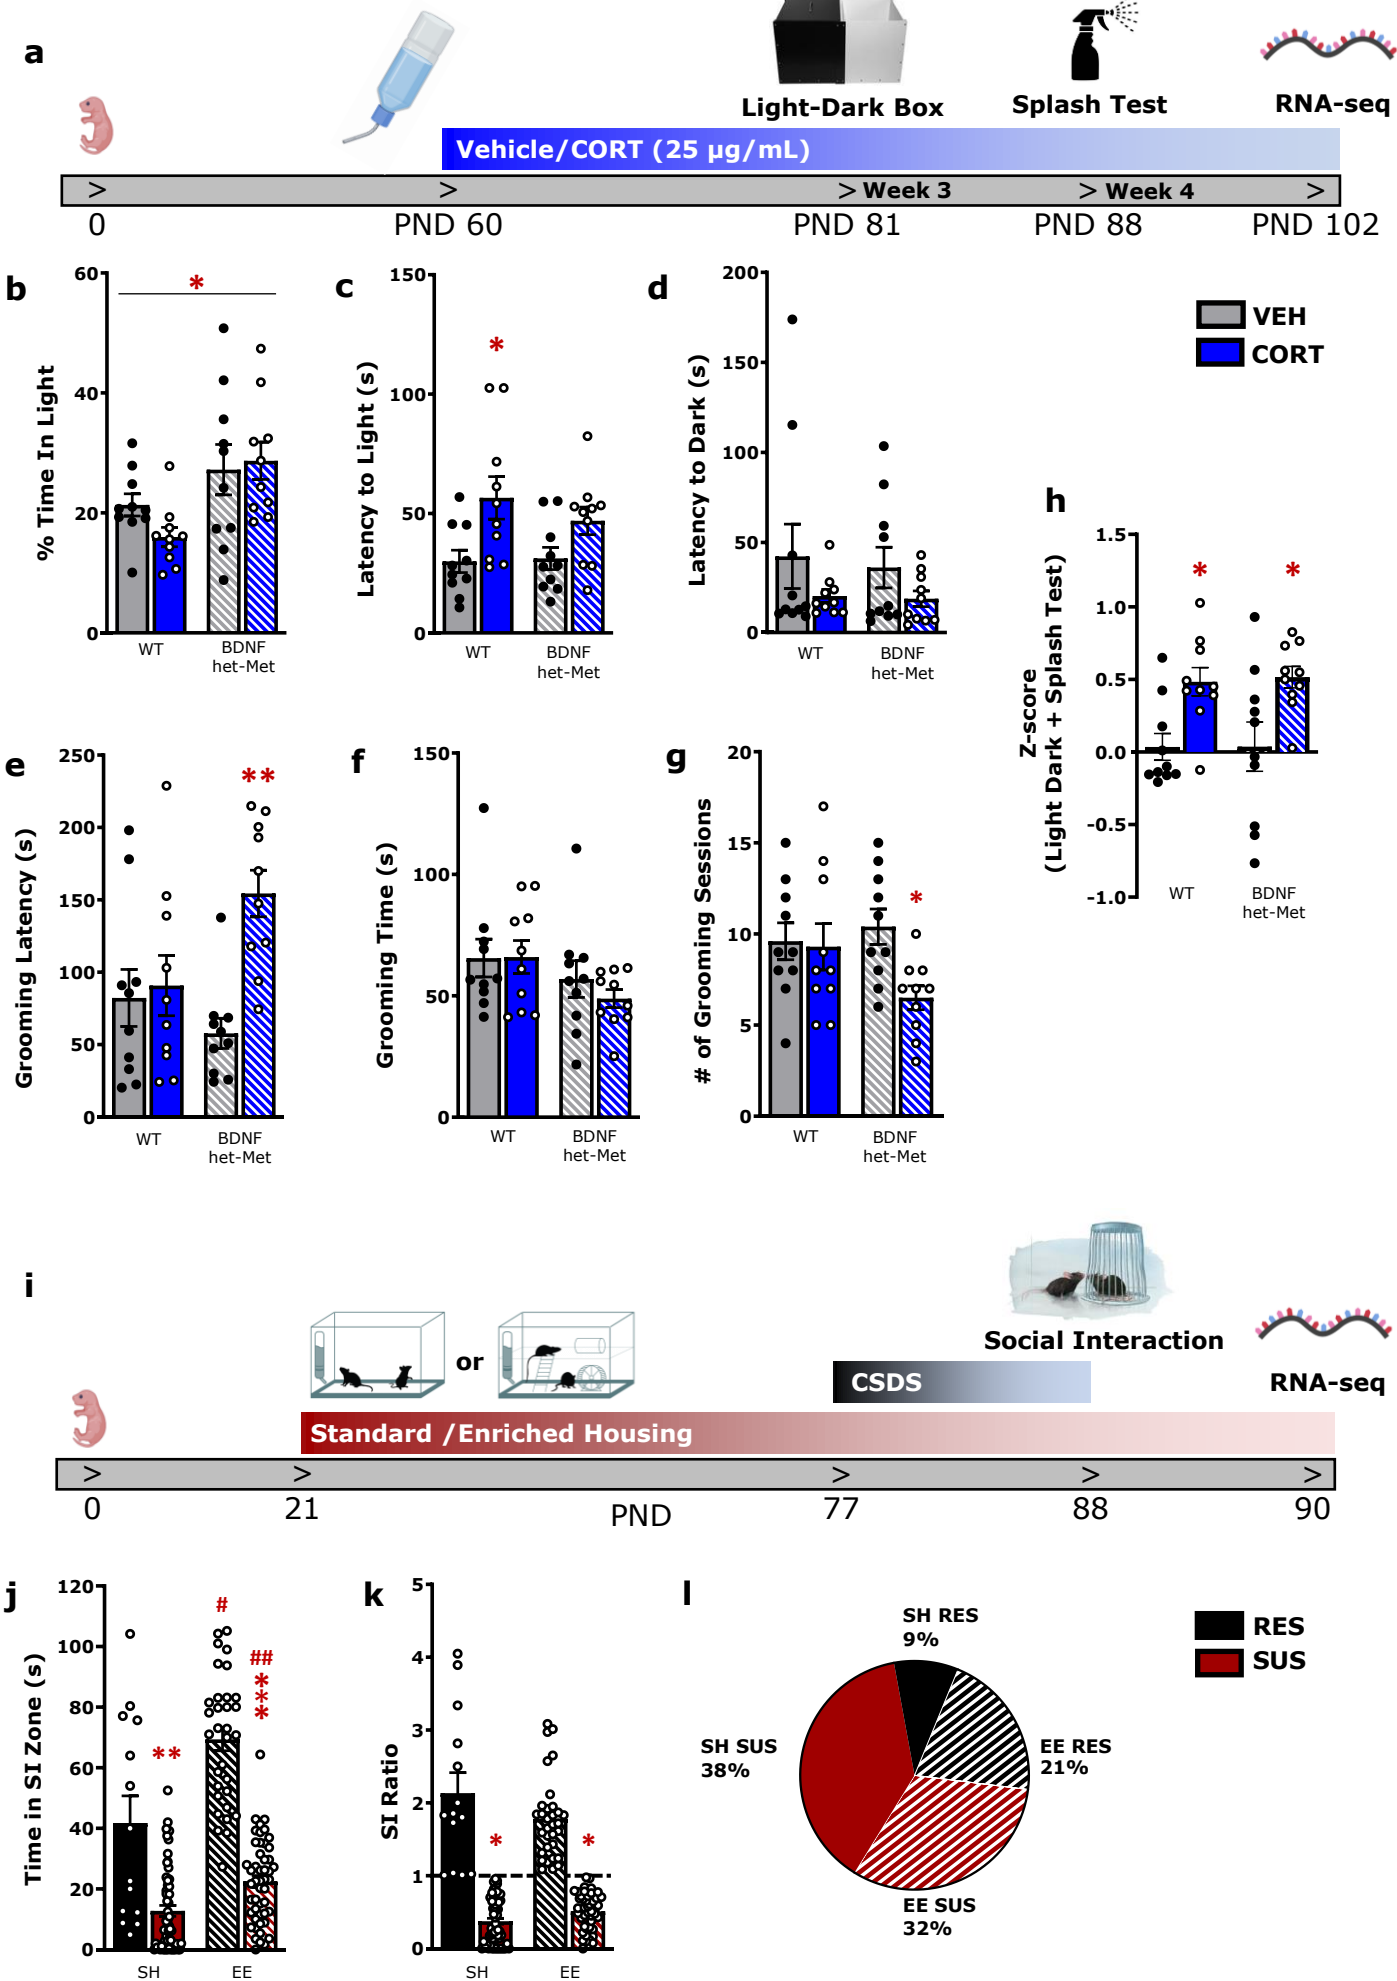 a
Light-Dark Box
Splash Test
RNA-seq
Vehicle/CORT (25 µg/mL)
> > > Week 3 > Week 4 >
0 PND 60 PND 81 PND 88 PND 102
b
% Time In Light
60
40
20
0
*
WT
BDNF
het-Met
c
Latency to Light (s)
150
100
50
0
*
WT
BDNF
het-Met
d
Latency to Dark (s)
200
150
100
50
0
WT
BDNF
het-Met
VEH
CORT
e
Grooming Latency (s)
250
200
150
100
50
0
**
WT
BDNF
het-Met
f
Grooming Time (s)
150
100
50
0
WT
BDNF
het-Met
g
# of Grooming Sessions
20
15
10
5
0
*
WT
BDNF
het-Met
h
Z-score
(Light Dark + Splash Test)
1.5
1.0
0.5
0.0
-0.5
-1.0
* *
WT
BDNF
het-Met
i
or
Social Interaction
RNA-seq
CSDS
Standard /Enriched Housing
> > > > >
0 21 PND 77 88 90
j
Time in SI Zone (s)
120
100
80
60
40
20
0
**
#
##
***
SH EE
k
SI Ratio
5
4
3
2
1
0
* *
SH EE
l
SH RES
9%
EE RES
21%
EE SUS
32%
SH SUS
38%
RES
SUS